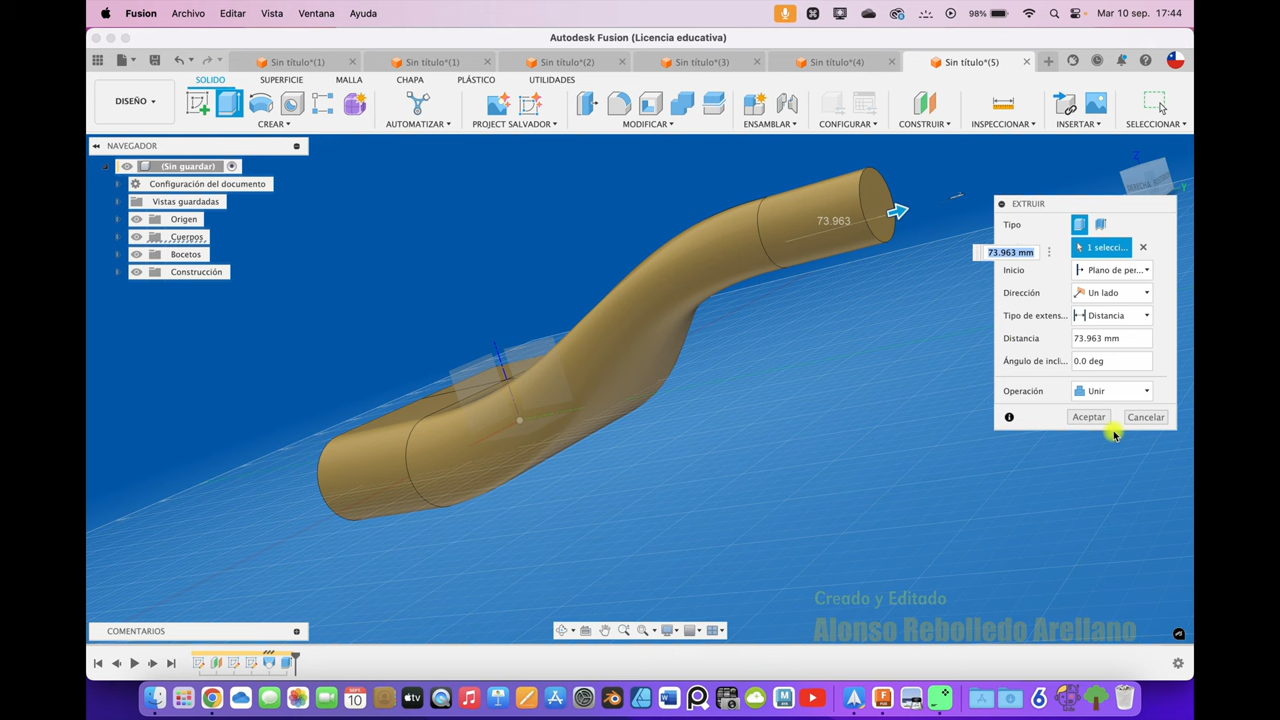 Fusion Archivo Editar Vista Ventana Ayuda 98% Mar 10 sep. 17:44
Autodesk Fusion (Licencia educativa)
Sin título*(1) Sin título*(1) Sin título*(2) Sin título*(3) Sin título*(4) Sin título*(5)
SOLIDO SUPERFICIE MALLA CHAPA PLÁSTICO UTILIDADES
DISEÑO
CREAR AUTOMATIZAR PROJECT SALVADOR MODIFICAR ENSAMBLAR CONFIGURAR CONSTRUIR INSPECCIONAR INSERTAR SELECCIONAR
NAVEGADOR
(Sin guardar)
Configuración del documento
Vistas guardadas
Origen
Cuerpos
Bocetos
Construcción
Z
Y
73.963
73.963 mm
EXTRUIR
Tipo
1 selecci...
Inicio Plano de per...
Dirección Un lado
Tipo de extens... Distancia
Distancia 73.963 mm
Ángulo de incli... 0.0 deg
Operación Unir
Aceptar Cancelar
Creado y Editado
Alonso Rebolledo Arellano
COMENTARIOS
SEP
10